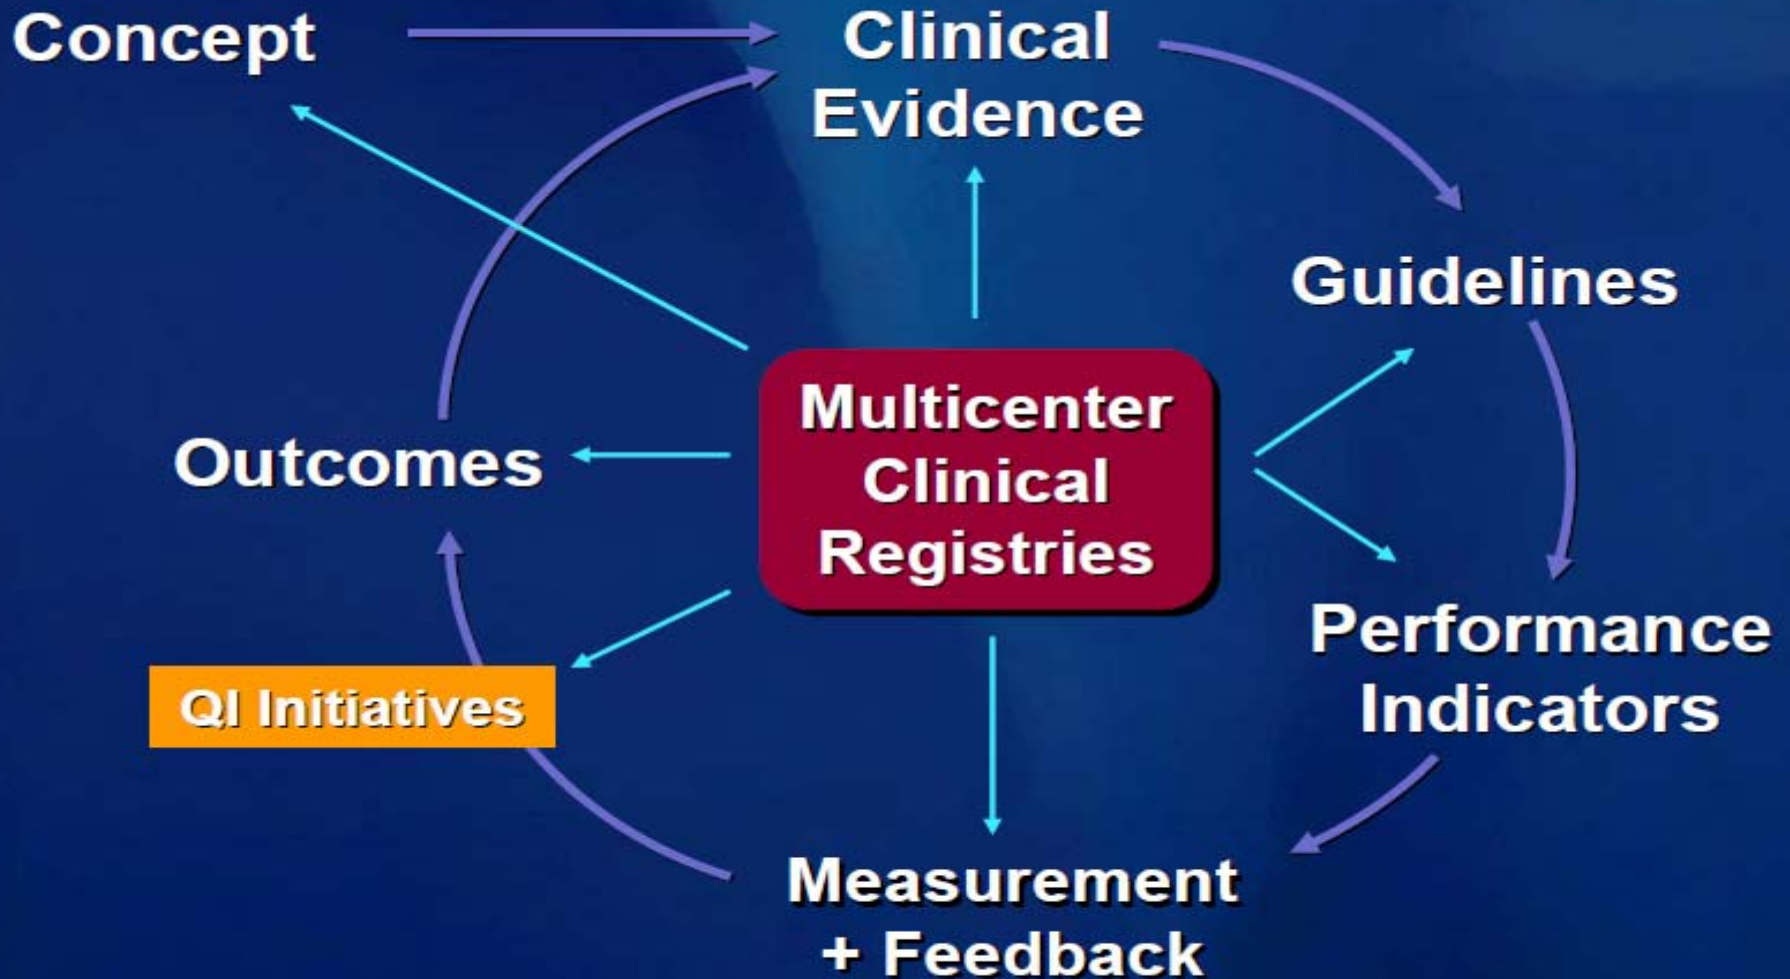 Concept
Clinical
Evidence
Guidelines
Multicenter
Clinical
Registries
Outcomes
Performance
Indicators
QI Initiatives
Measurement
+ Feedback